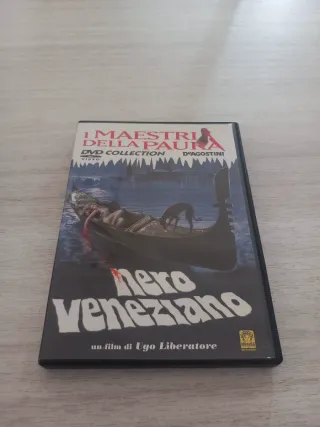 I MAESTRI
DELLA PAURA
DVD COLLECTION DeAGOSTINI
nero
veneziano
un film di Ugo Liberatore